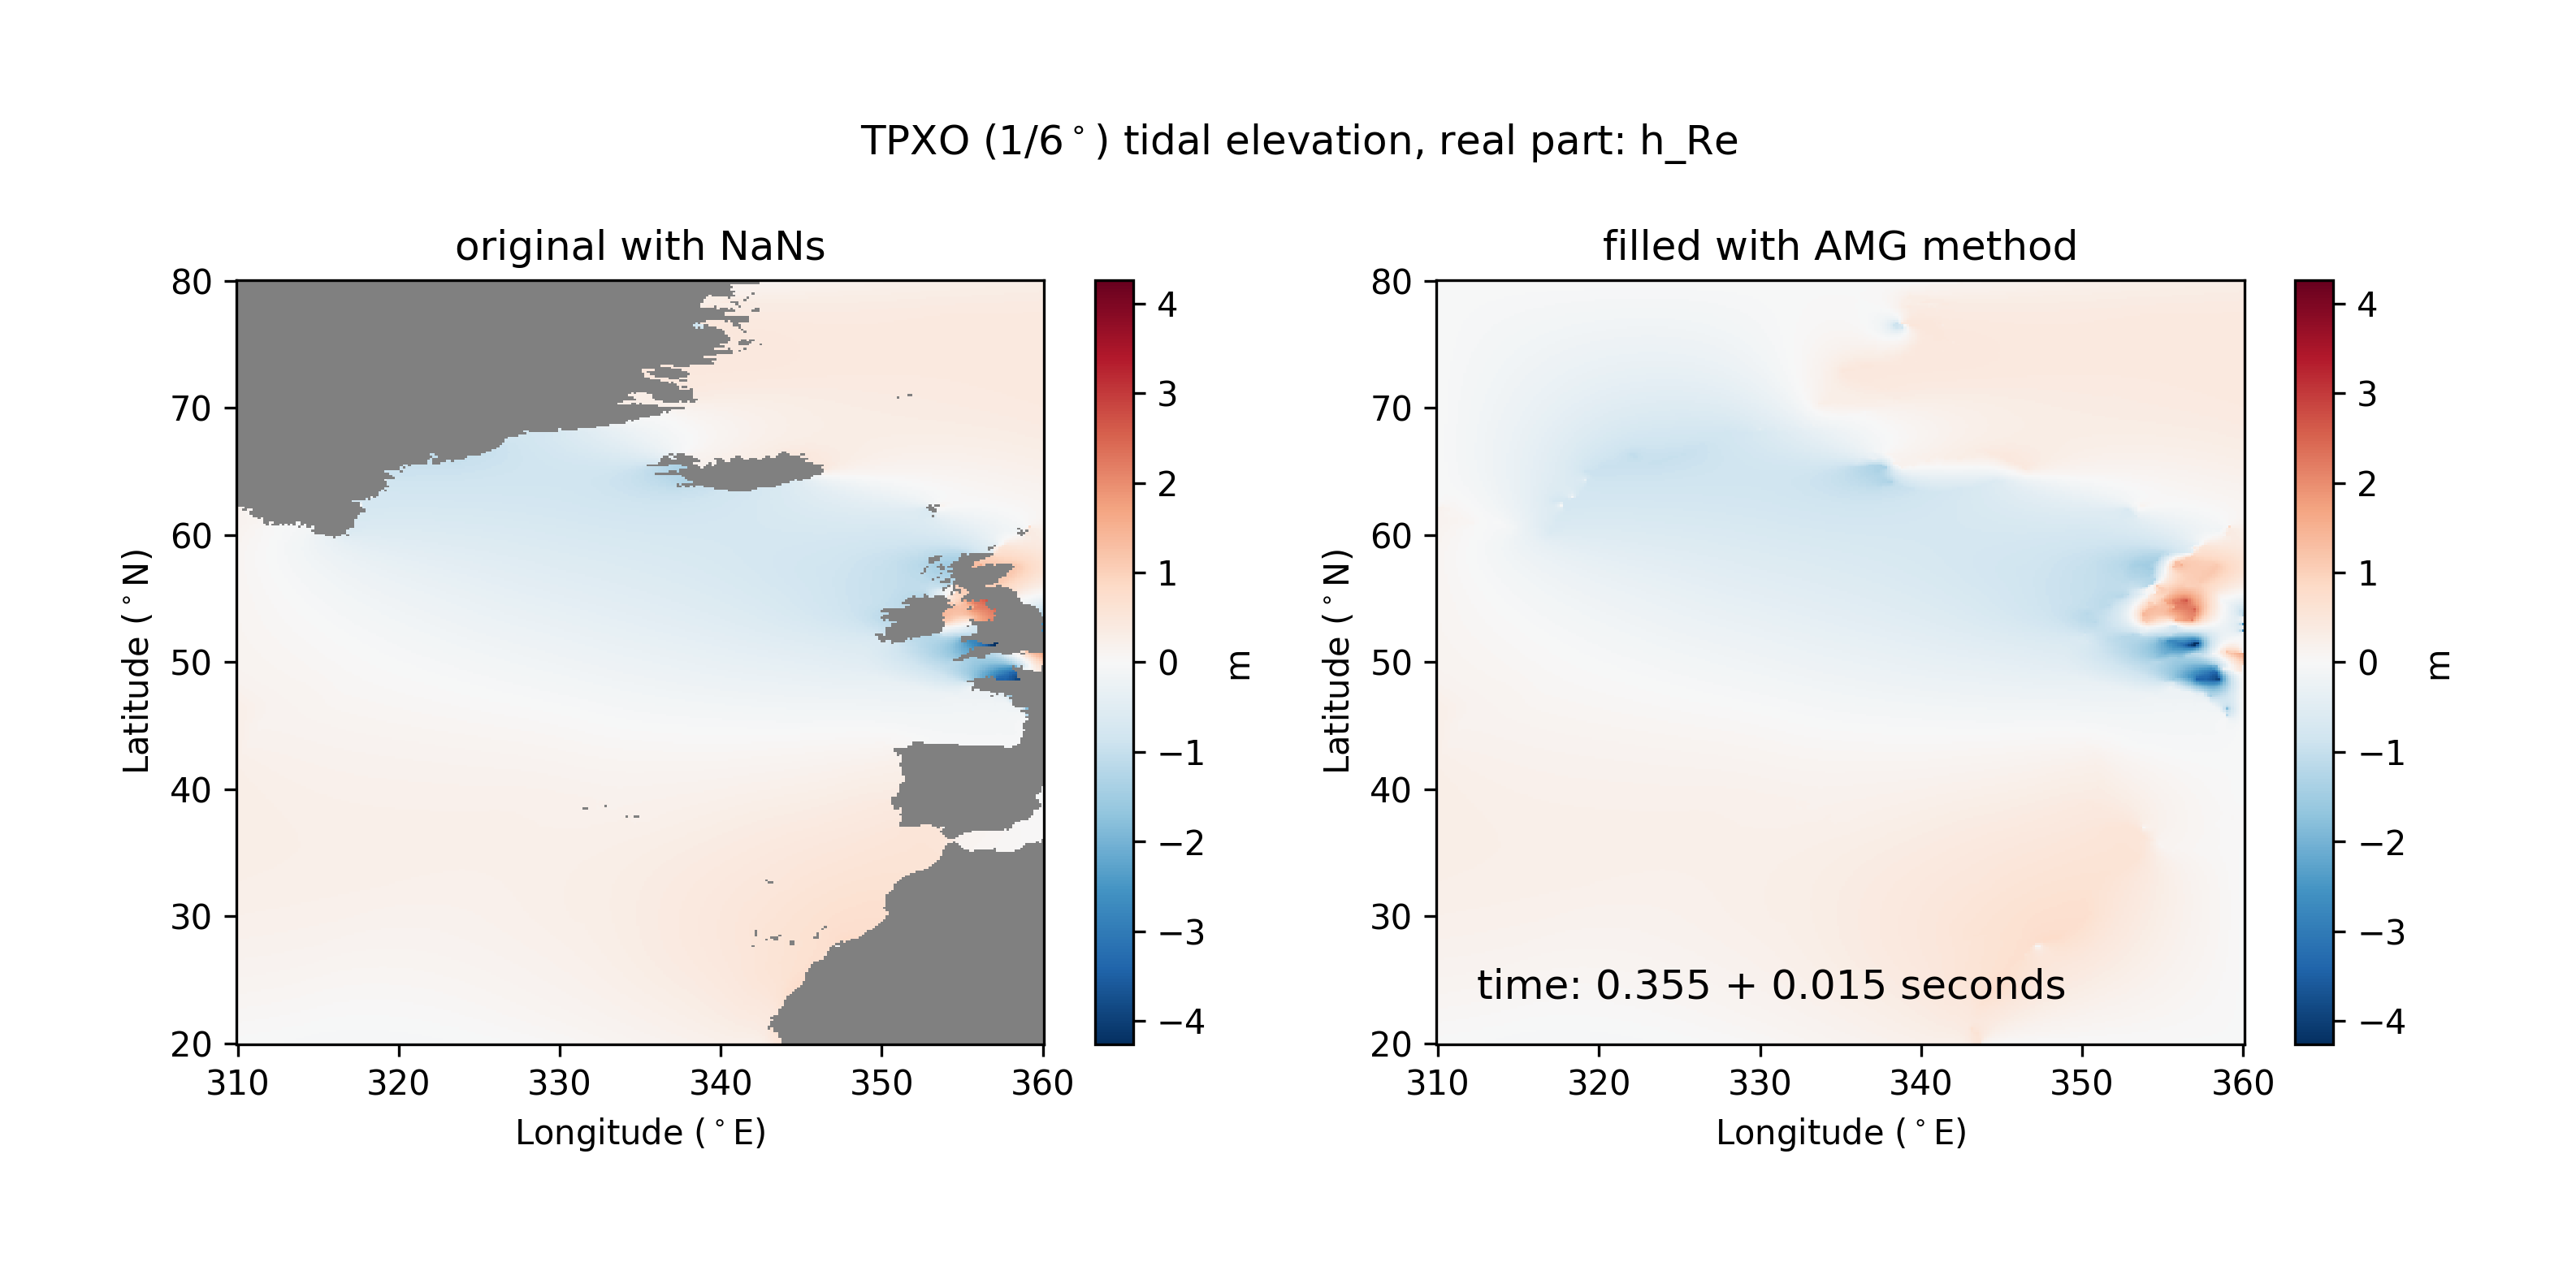 TPXO (1/6°) tidal elevation, real part: h_Re
original with NaNs
80
70
60
50
40
30
20
Latitude (°N)
310 320 330 340 350 360
Longitude (°E)
4
3
2
1
0
−1
−2
−3
−4
m
filled with AMG method
80
70
60
50
40
30
20
Latitude (°N)
time: 0.355 + 0.015 seconds
310 320 330 340 350 360
Longitude (°E)
4
3
2
1
0
−1
−2
−3
−4
m